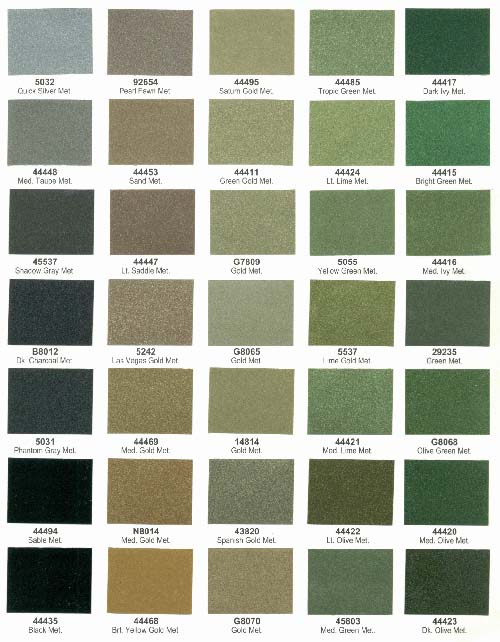 5032 92654 44495 44485 44417
Quick Silver Met. Pearl Fawn Met. Saturn Gold Met. Tropic Green Met. Dark Ivy Met.
44448 44453 44411 44424 44415
Med. Taupe Met. Sand Met. Green Gold Met. Lt. Lime Met. Bright Green Met.
45537 44447 G7809 5055 44416
Shadow Gray Met Lt. Saddle Met. Gold Met. Yellow Green Met. Med. Ivy Met.
B8012 5242 G8065 5537 29235
Dk. Charcoal Met. Las Vegas Gold Met. Gold Met. Lime Gold Met. Green Met.
5031 44469 14814 44421 G8068
Phantom Gray Met. Med. Gold Met. Gold Met. Med. Lime Met. Olive Green Met.
44494 N8014 43820 44422 44420
Sable Met. Med. Gold Met. Spanish Gold Met. Lt. Olive Met. Med. Olive Met.
44435 44468 G8070 45803 44423
Black Met. Brt. Yellow Gold Met. Gold Met. Med. Green Met. Dk. Olive Met.